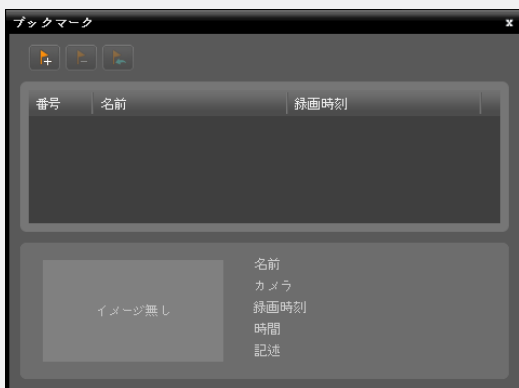 ブックマーク x
番号 名前 録画時刻
イメージ無し
名前
カメラ
録画時刻
時間
記述